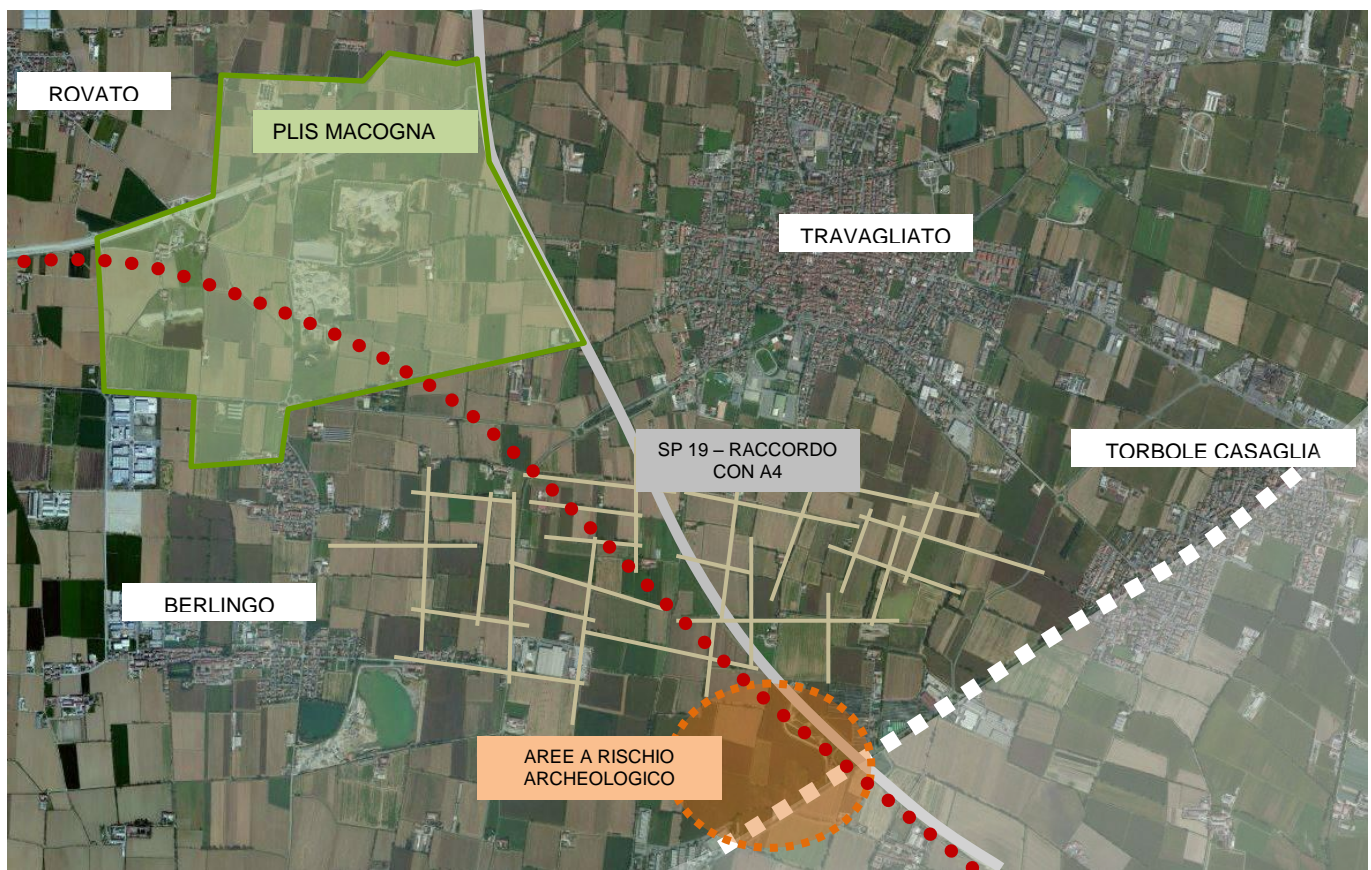 ROVATO
PLIS MACOGNA
TRAVAGLIATO
SP 19 – RACCORDO
CON A4
TORBOLE CASAGLIA
BERLINGO
AREE A RISCHIO
ARCHEOLOGICO